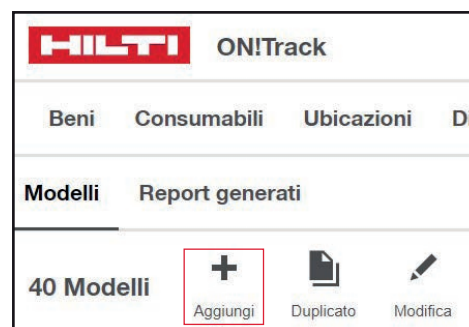 HILTI ON!Track
Beni Consumabili Ubicazioni D
Modelli Report generati
40 Modelli
Aggiungi Duplicato Modifica